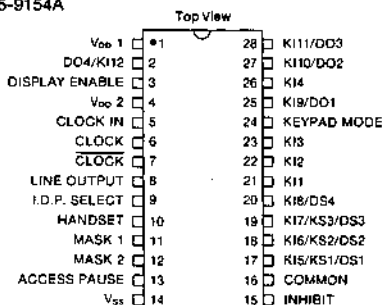 5-9154A
Top View
VDD 1 •1 28 KI11/DO3
DO4/KI12 2 27 KI10/DO2
DISPLAY ENABLE 3 26 KI4
VDD 2 4 25 KI9/DO1
CLOCK IN 5 24 KEYPAD MODE
CLOCK 6 23 KI3
CLOCK 7 22 KI2
LINE OUTPUT 8 21 KI1
I.D.P. SELECT 9 20 KI8/DS4
HANDSET 10 19 KI7/KS3/DS3
MASK 1 11 18 KI6/KS2/DS2
MASK 2 12 17 KI5/KS1/DS1
ACCESS PAUSE 13 16 COMMON
VSS 14 15 INHIBIT